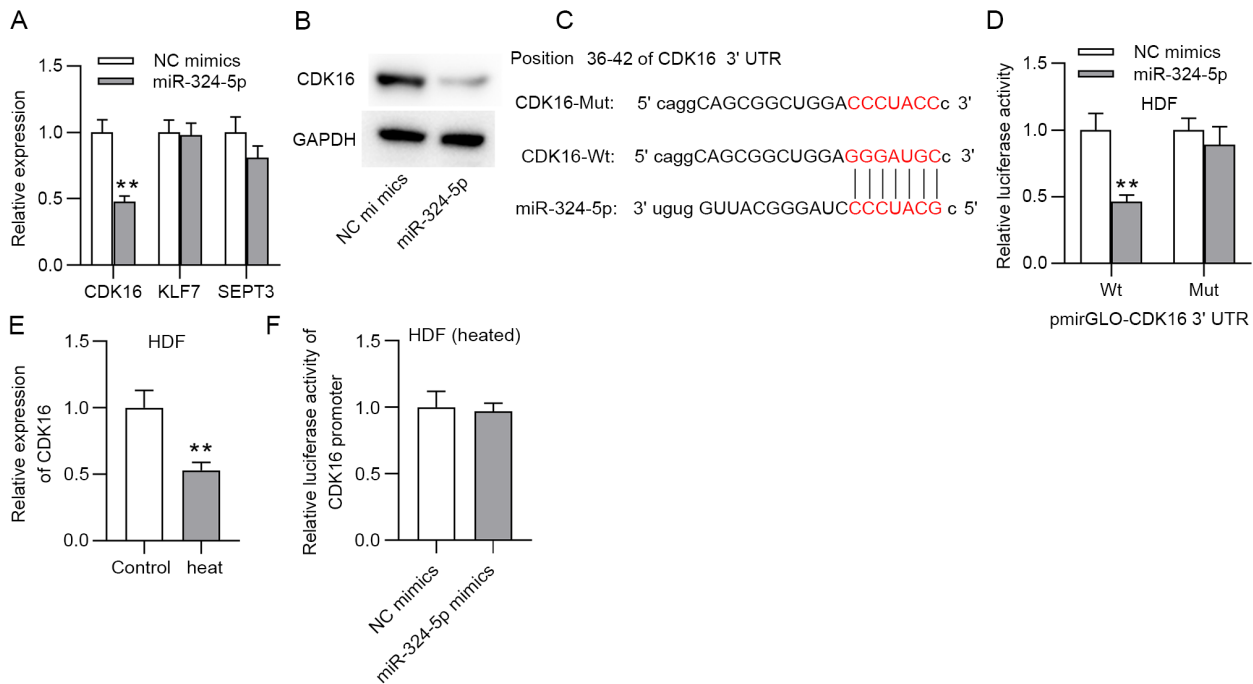 A
Relative expression
1.5
1.0
0.5
0.0
NC mimics
miR-324-5p
**
CDK16 KLF7 SEPT3
B
CDK16
GAPDH
NC mi mics
miR-324-5p
C
Position 36-42 of CDK16 3' UTR
CDK16-Mut: 5' caggCAGCGGCUGGACCCUACCc 3'
CDK16-Wt: 5' caggCAGCGGCUGGAGGGAUGCc 3'
miR-324-5p: 3' ugug GUUACGGGAUCCCCUACG c 5'
D
Relative luciferase activity
1.5
1.0
0.5
0.0
NC mimics
miR-324-5p
HDF
**
Wt Mut
pmirGLO-CDK16 3' UTR
E
Relative expression
of CDK16
1.5
1.0
0.5
0.0
HDF
**
Control heat
F
Relative luciferase activity of
CDK16 promoter
1.5
1.0
0.5
0.0
HDF (heated)
NC mimics
miR-324-5p mimics